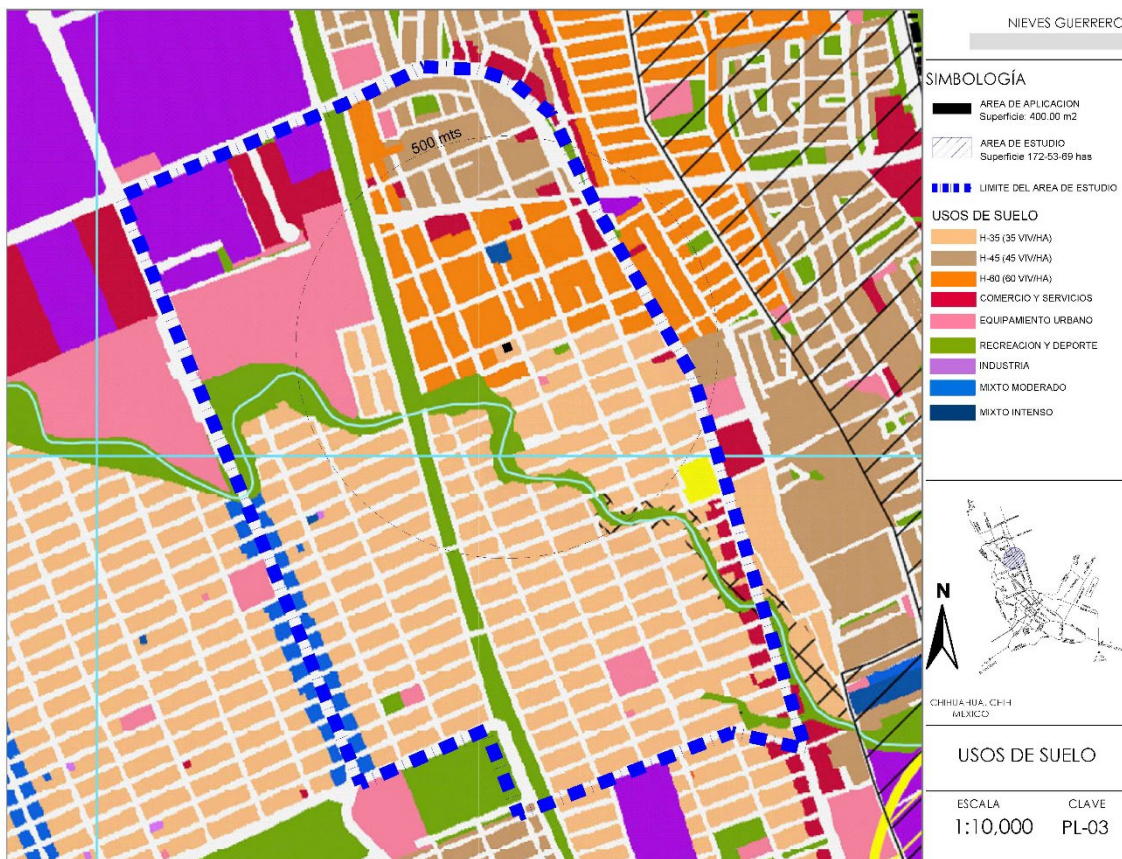 500 mts
NIEVES GUERRERO
SIMBOLOGÍA
AREA DE APLICACION
Superficie: 400.00 m2
AREA DE ESTUDIO
Superficie 172-53-69 has
LIMITE DEL AREA DE ESTUDIO
USOS DE SUELO
H-35 (35 VIV/HA)
H-45 (45 VIV/HA)
H-60 (60 VIV/HA)
COMERCIO Y SERVICIOS
EQUIPAMIENTO URBANO
RECREACION Y DEPORTE
INDUSTRIA
MIXTO MODERADO
MIXTO INTENSO
N
CHIHUAHUA, CHIH
MEXICO
USOS DE SUELO
ESCALA
1:10,000
CLAVE
PL-03